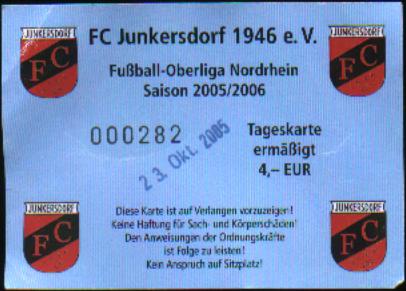 FC Junkersdorf 1946 e. V.
Fußball-Oberliga Nordrhein
Saison 2005/2006
000282
23. Okt. 2005
Tageskarte
ermäßigt
4,– EUR
Diese Karte ist auf Verlangen vorzuzeigen!
Keine Haftung für Sach- und Körperschäden!
Den Anweisungen der Ordnungskräfte
ist Folge zu leisten!
Kein Anspruch auf Sitzplatz!
JUNKERSDORF
FC
JUNKERSDORF
FC
JUNKERSDORF
FC
JUNKERSDORF
FC